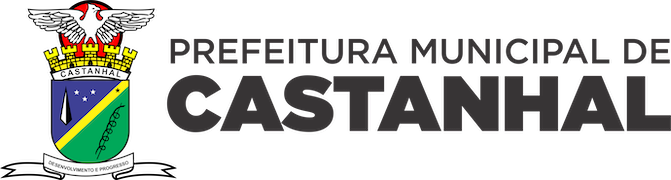 CASTANHAL
DESENVOLVIMENTO E PROGRESSO
PREFEITURA MUNICIPAL DE
CASTANHAL